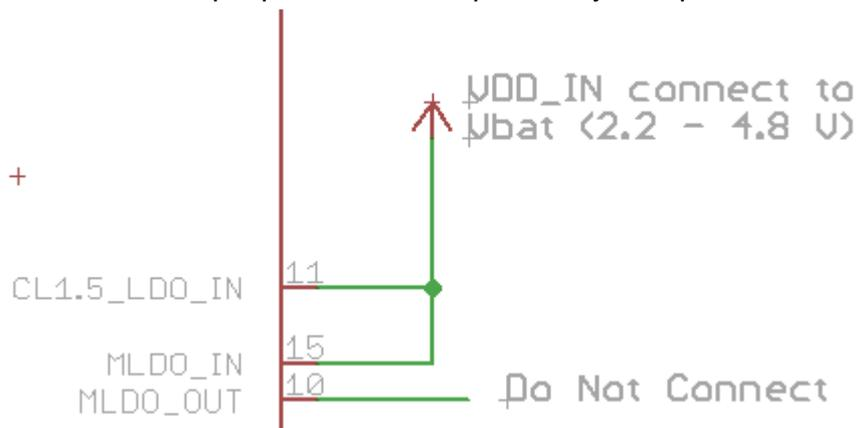 VDD_IN connect to
Vbat (2.2 - 4.8 V)
11
CL1.5_LDO_IN
15
MLDO_IN
10
MLDO_OUT
Do Not Connect